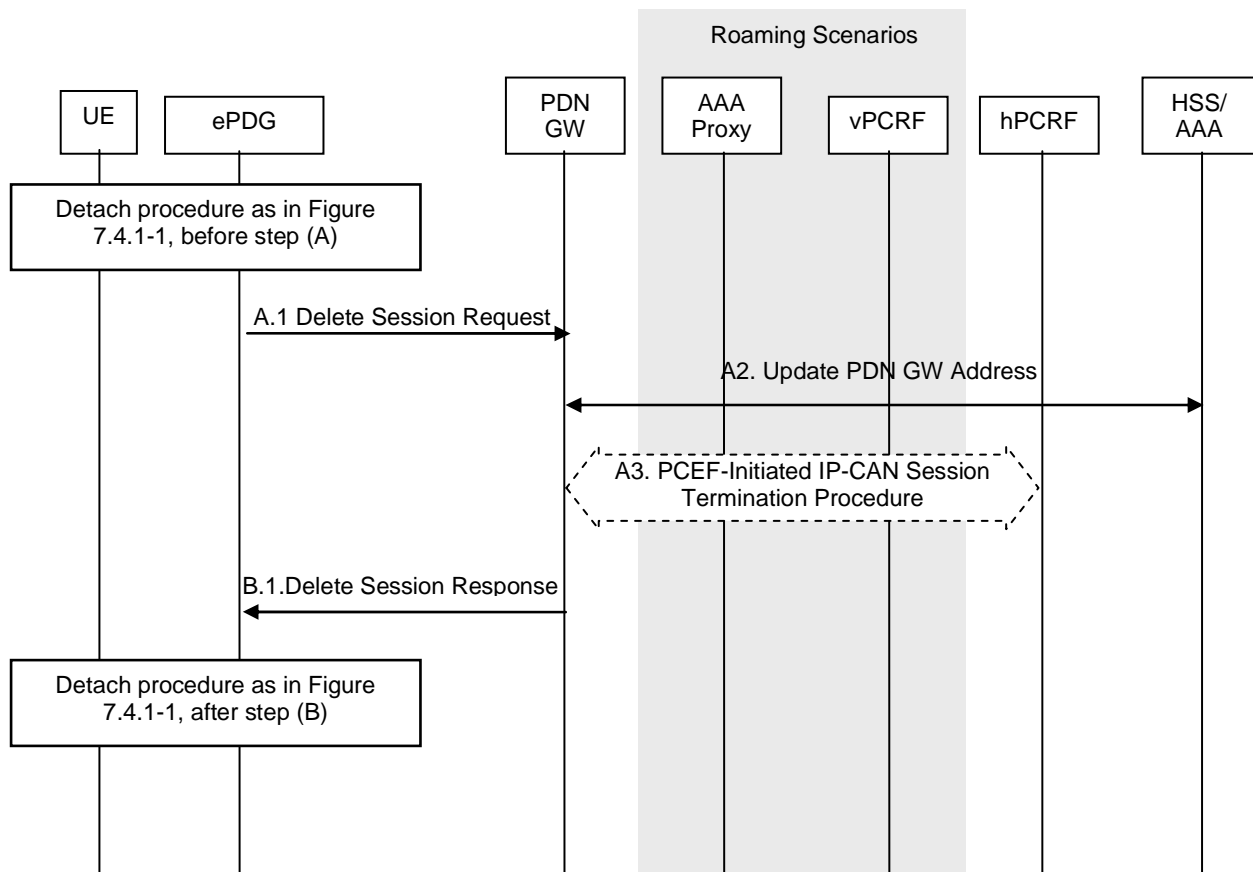 Roaming Scenarios
UE
ePDG
PDN
GW
AAA
Proxy
vPCRF
hPCRF
HSS/
AAA
Detach procedure as in Figure
7.4.1-1, before step (A)
A.1 Delete Session Request
A2. Update PDN GW Address
A3. PCEF-Initiated IP-CAN Session
Termination Procedure
B.1.Delete Session Response
Detach procedure as in Figure
7.4.1-1, after step (B)